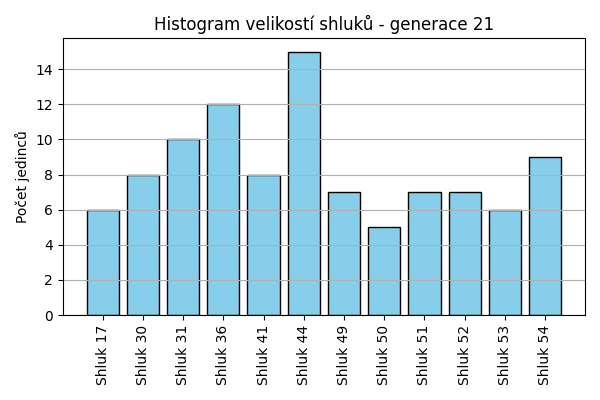 Histogram velikostí shluků - generace 21
Počet jedinců
14
12
10
8
6
4
2
0
Shluk 17
Shluk 30
Shluk 31
Shluk 36
Shluk 41
Shluk 44
Shluk 49
Shluk 50
Shluk 51
Shluk 52
Shluk 53
Shluk 54